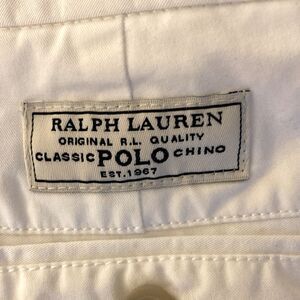 RALPH LAUREN
ORIGINAL R.L. QUALITY
CLASSIC POLO CHINO
EST. 1967